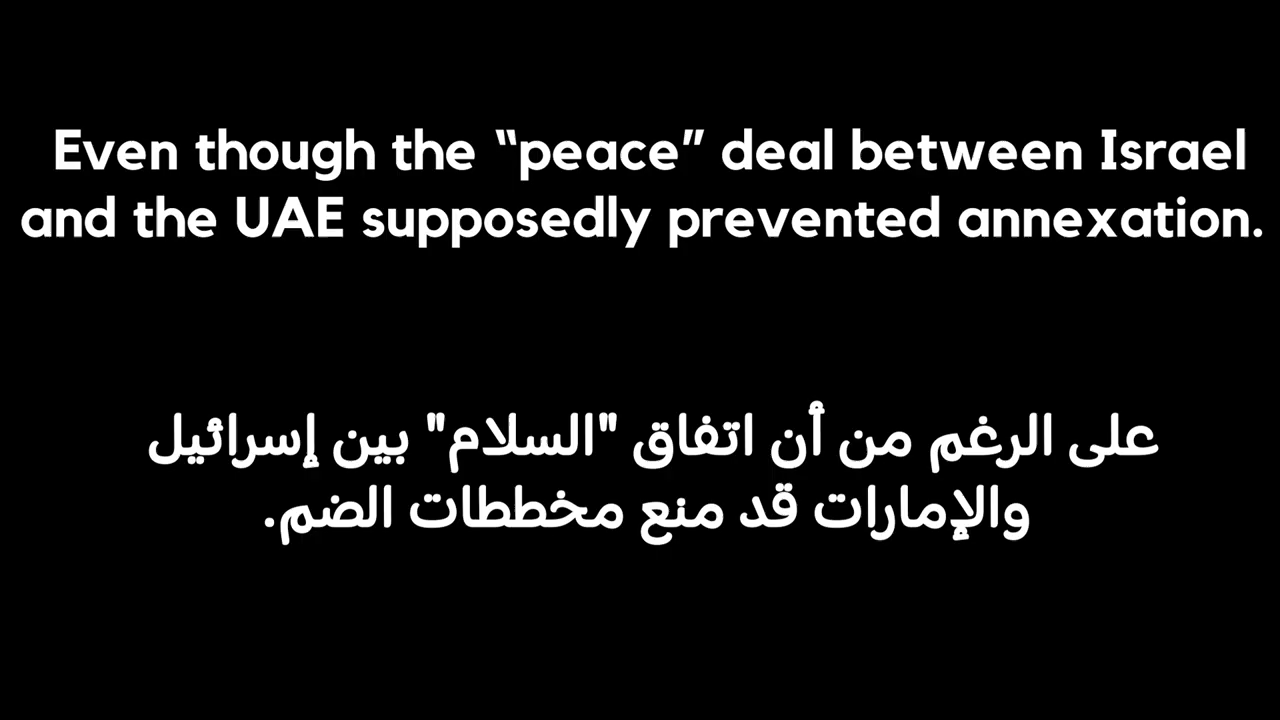 Even though the “peace” deal between Israel
and the UAE supposedly prevented annexation.
على الرغم من أن اتفاق "السلام" بين إسرائيل
والإمارات قد منع مخططات الضم.